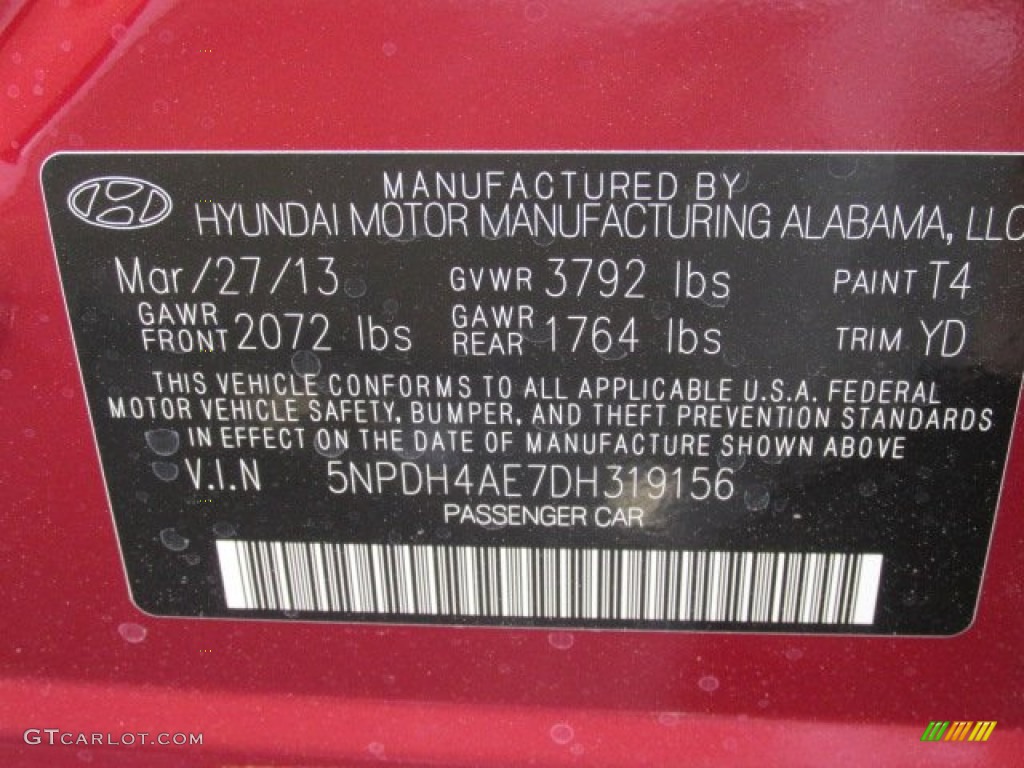 MANUFACTURED BY
HYUNDAI MOTOR MANUFACTURING ALABAMA, LLC
Mar/27/13 GVWR 3792 lbs PAINT T4
GAWR FRONT 2072 lbs GAWR REAR 1764 lbs TRIM YD
THIS VEHICLE CONFORMS TO ALL APPLICABLE U.S.A. FEDERAL
MOTOR VEHICLE SAFETY, BUMPER, AND THEFT PREVENTION STANDARDS
IN EFFECT ON THE DATE OF MANUFACTURE SHOWN ABOVE
V.I.N 5NPDH4AE7DH319156
PASSENGER CAR
GTCARLOT.COM